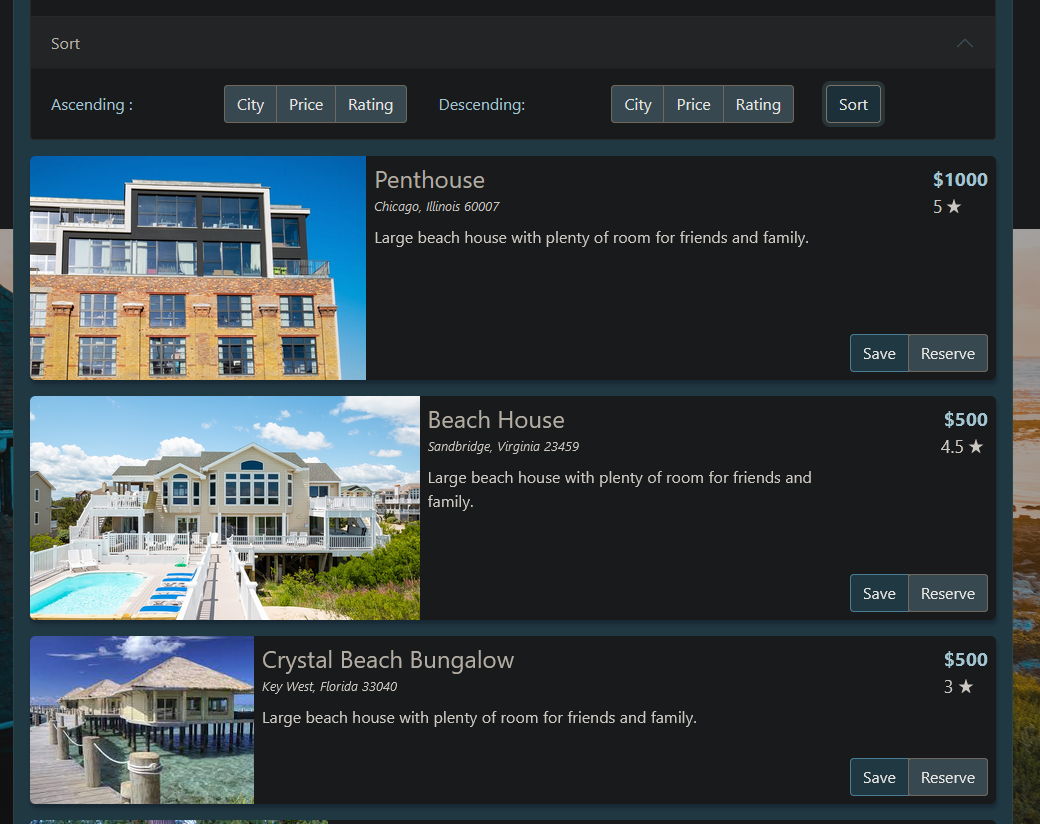 Sort
Ascending : City Price Rating Descending: City Price Rating Sort
Penthouse $1000
Chicago, Illinois 60007 5 ★
Large beach house with plenty of room for friends and family.
Save Reserve
Beach House $500
Sandbridge, Virginia 23459 4.5 ★
Large beach house with plenty of room for friends and
family.
Save Reserve
Crystal Beach Bungalow $500
Key West, Florida 33040 3 ★
Large beach house with plenty of room for friends and family.
Save Reserve